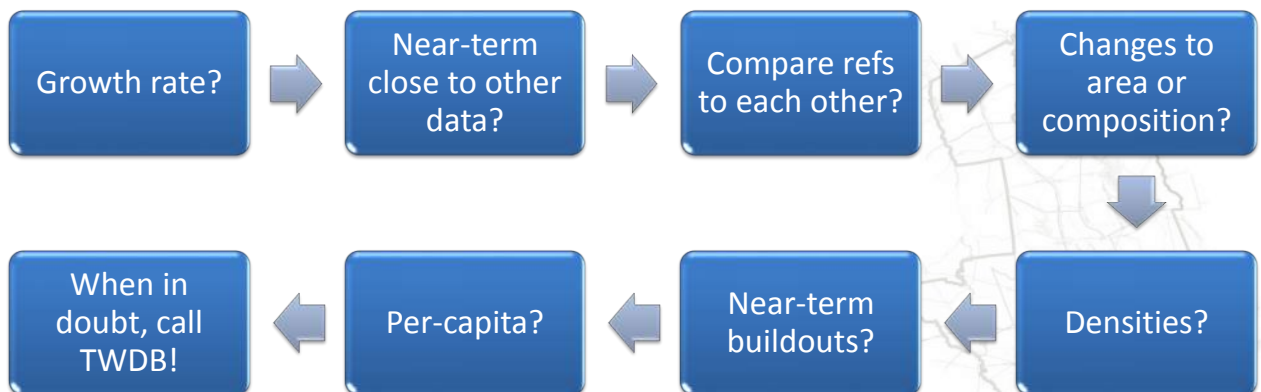 Growth rate?
Near-term
close to other
data?
Compare refs
to each other?
Changes to
area or
composition?
Densities?
Near-term
buildouts?
Per-capita?
When in
doubt, call
TWDB!